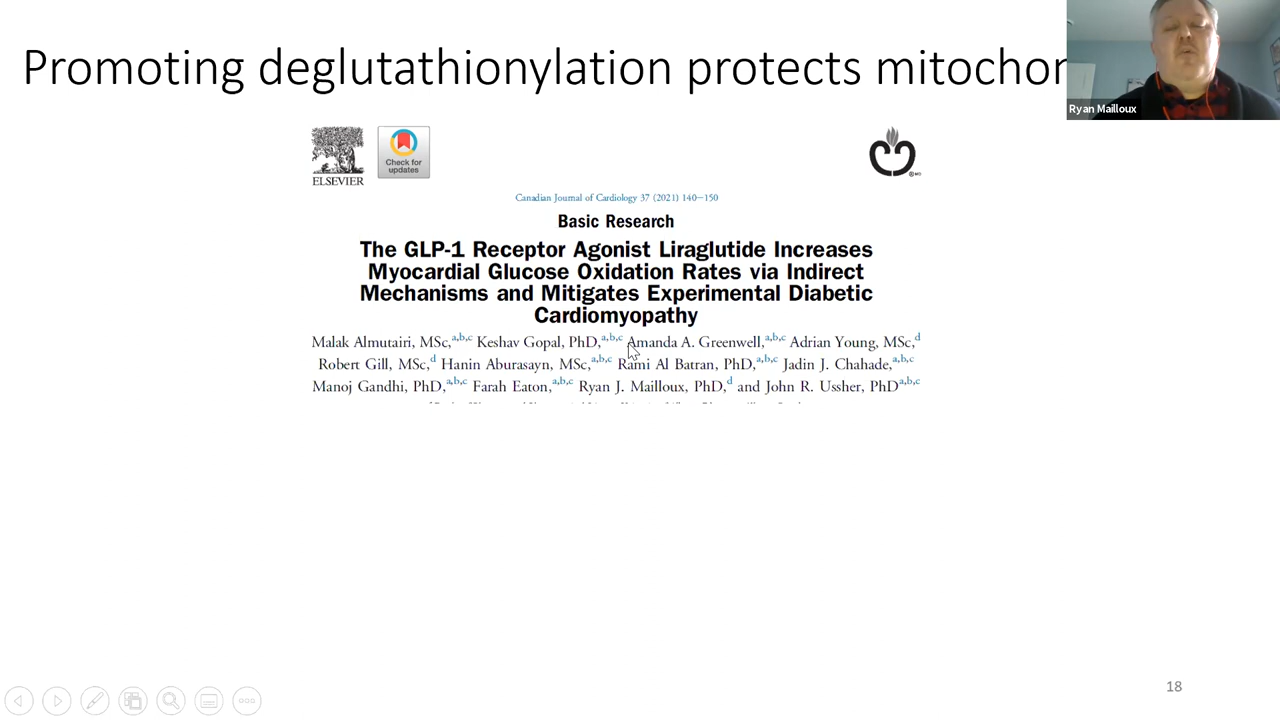 Promoting deglutathionylation protects mitochon
Ryan Mailloux
ELSEVIER
Check for
updates
Canadian Journal of Cardiology 37 (2021) 140–150
Basic Research
The GLP-1 Receptor Agonist Liraglutide Increases
Myocardial Glucose Oxidation Rates via Indirect
Mechanisms and Mitigates Experimental Diabetic
Cardiomyopathy
Malak Almutairi, MSc,a,b,c Keshav Gopal, PhD,a,b,c Amanda A. Greenwell,a,b,c Adrian Young, MSc,d
Robert Gill, MSc,d Hanin Aburasayn, MSc,a,b,c Rami Al Batran, PhD,a,b,c Jadin J. Chahade,a,b,c
Manoj Gandhi, PhD,a,b,c Farah Eaton,a,b,c Ryan J. Mailloux, PhD,d and John R. Ussher, PhDa,b,c
18